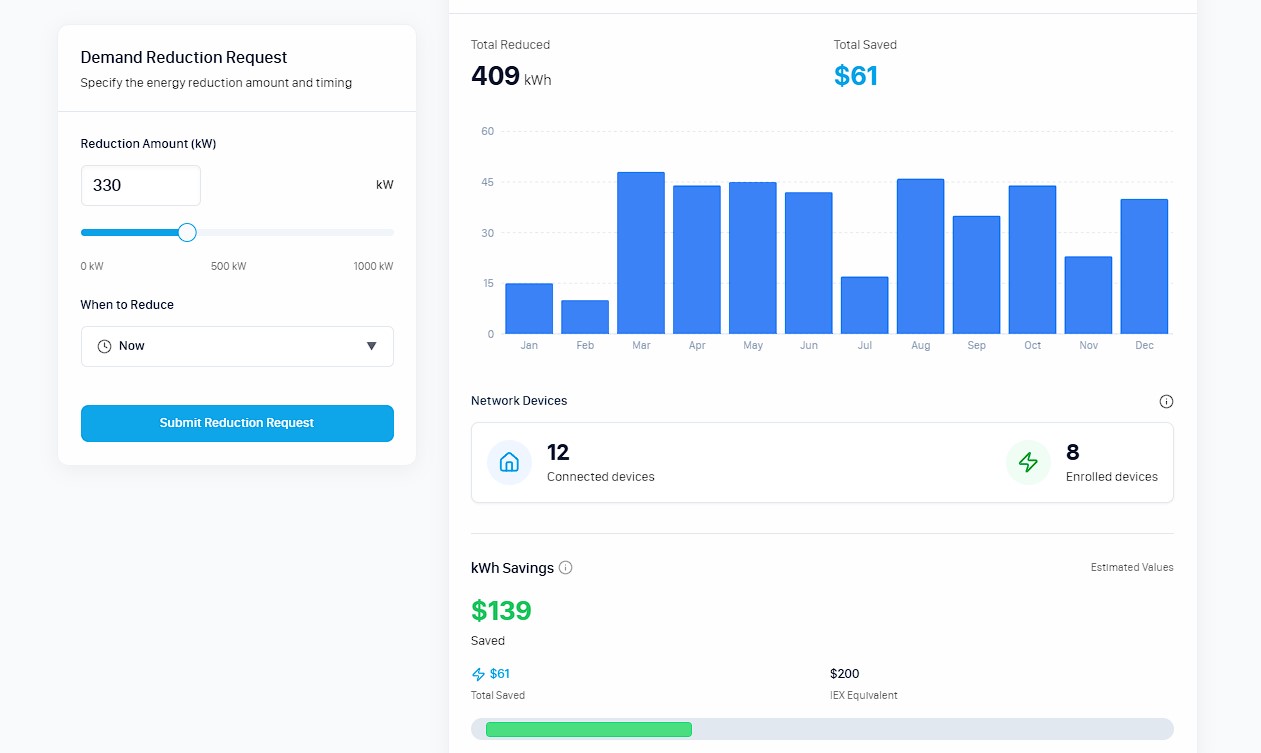 Demand Reduction Request
Specify the energy reduction amount and timing
Reduction Amount (kW)
330
kW
0 kW 500 kW 1000 kW
When to Reduce
Now
Submit Reduction Request
Total Reduced
409 kWh
Total Saved
$61
60
45
30
15
0
Jan Feb Mar Apr May Jun Jul Aug Sep Oct Nov Dec
Network Devices
12
Connected devices
8
Enrolled devices
kWh Savings
Estimated Values
$139
Saved
$61
Total Saved
$200
IEX Equivalent